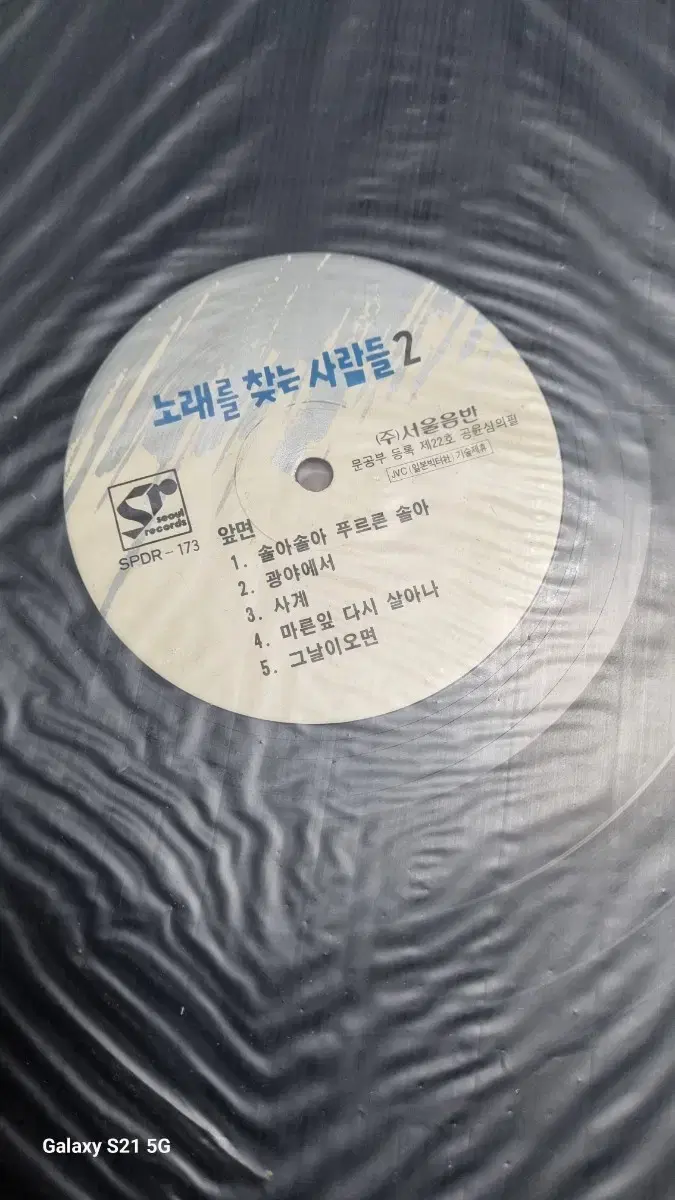 노래를 찾는 사람들 2
(주)서울음반
문공부 등록 제22호 공륜심의필
JVC(일본빅터社) 기술제휴
Sr
seoul
records
SPDR-173
앞면
1. 솔아솔아 푸르른 솔아
2. 광야에서
3. 사계
4. 마른잎 다시 살아나
5. 그날이오면
Galaxy S21 5G